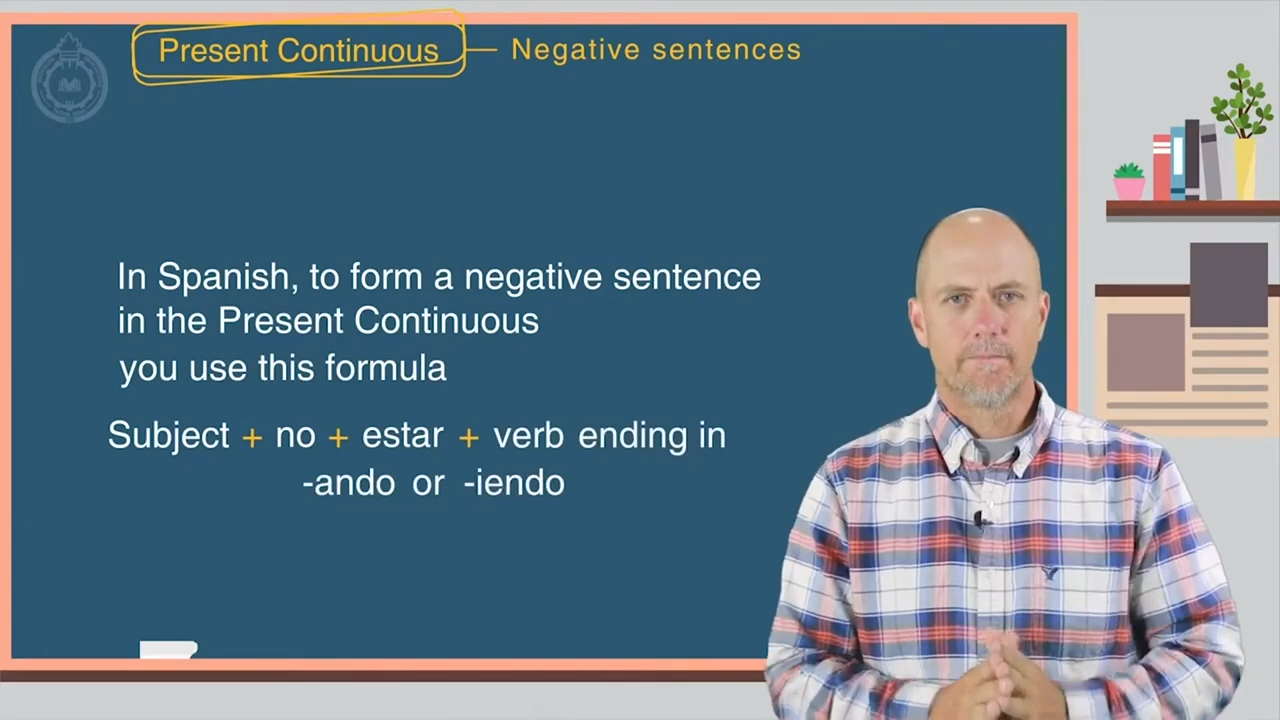 Present Continuous — Negative sentences
In Spanish, to form a negative sentence
in the Present Continuous
you use this formula
Subject + no + estar + verb ending in
-ando or -iendo